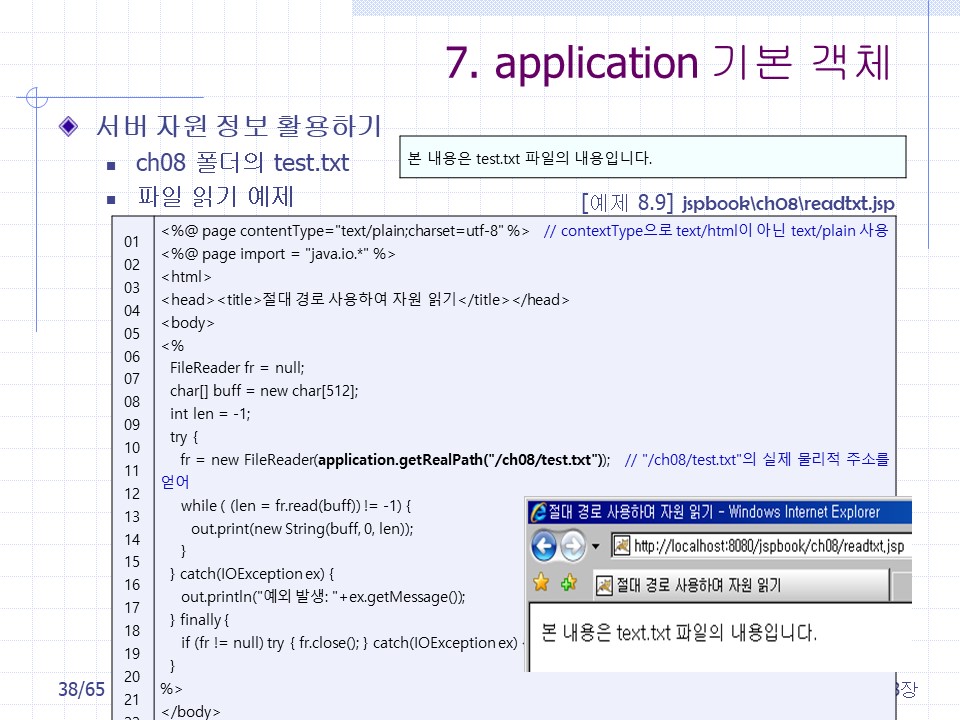 7. application 기본 객체
서버 자원 정보 활용하기
ch08 폴더의 test.txt
파일 읽기 예제
본 내용은 test.txt 파일의 내용입니다.
[예제 8.9] jspbook\ch08\readtxt.jsp
01 <%@ page contentType="text/plain;charset=utf-8" %> // contextType으로 text/html이 아닌 text/plain 사용
02 <%@ page import = "java.io.*" %>
03 <html>
04 <head><title>절대 경로 사용하여 자원 읽기</title></head>
05 <body>
06 <%
07 FileReader fr = null;
08 char[] buff = new char[512];
09 int len = -1;
10 try {
11 fr = new FileReader(application.getRealPath("/ch08/test.txt")); // "/ch08/test.txt"의 실제 물리적 주소를
12 얻어
13 while ( (len = fr.read(buff)) != -1) {
14 out.print(new String(buff, 0, len));
15 }
16 } catch(IOException ex) {
17 out.println("예외 발생: "+ex.getMessage());
18 } finally {
19 if (fr != null) try { fr.close(); } catch(IOException ex)
20 }
21 %>
</body>
절대 경로 사용하여 자원 읽기 - Windows Internet Explorer
http://localhost:8080/jspbook/ch08/readtxt.jsp
절대 경로 사용하여 자원 읽기
본 내용은 text.txt 파일의 내용입니다.
38/65
장